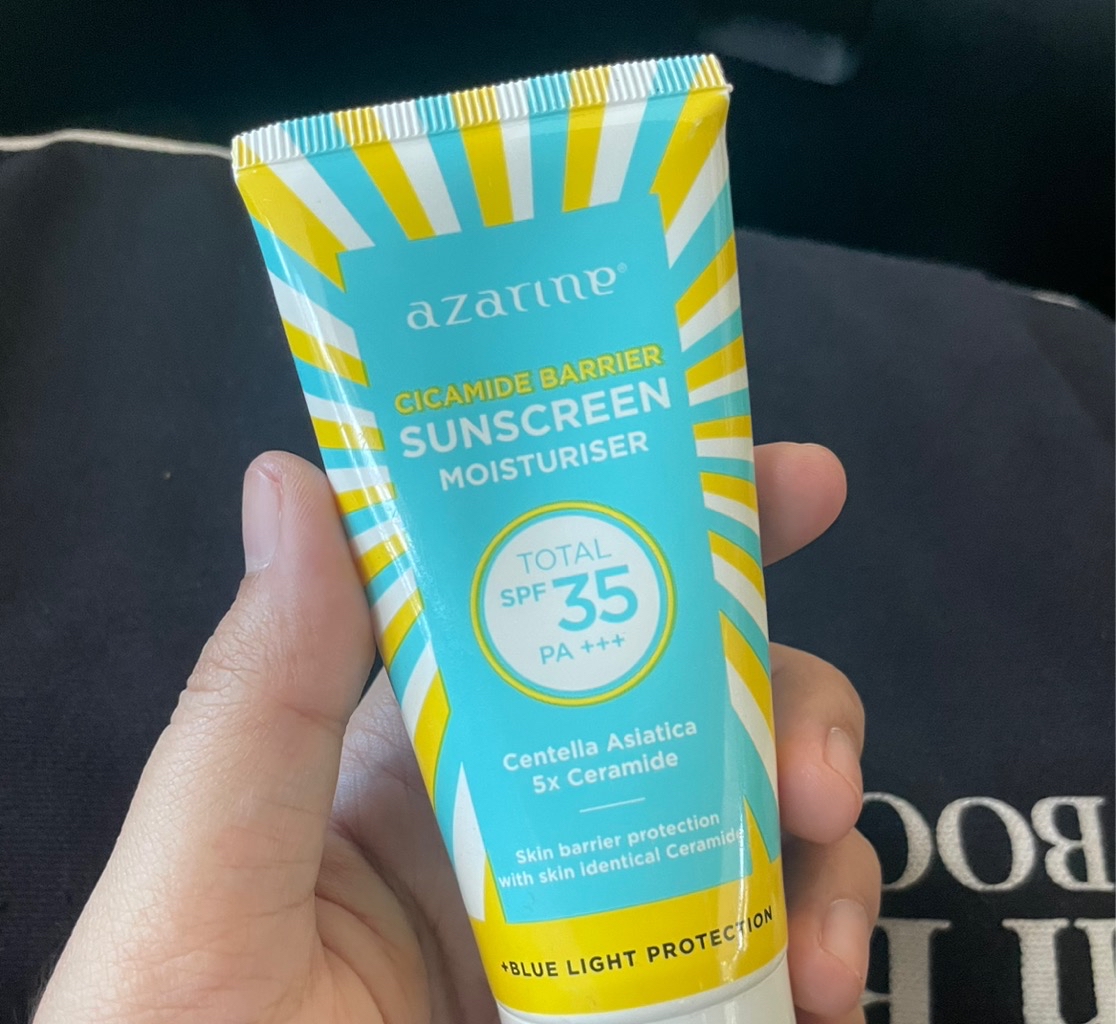 azarine®
CICAMIDE BARRIER
SUNSCREEN
MOISTURISER
TOTAL
SPF 35
PA +++
Centella Asiatica
5x Ceramide
Skin barrier protection
with skin identical Ceramide
+BLUE LIGHT PROTECTION
BOO